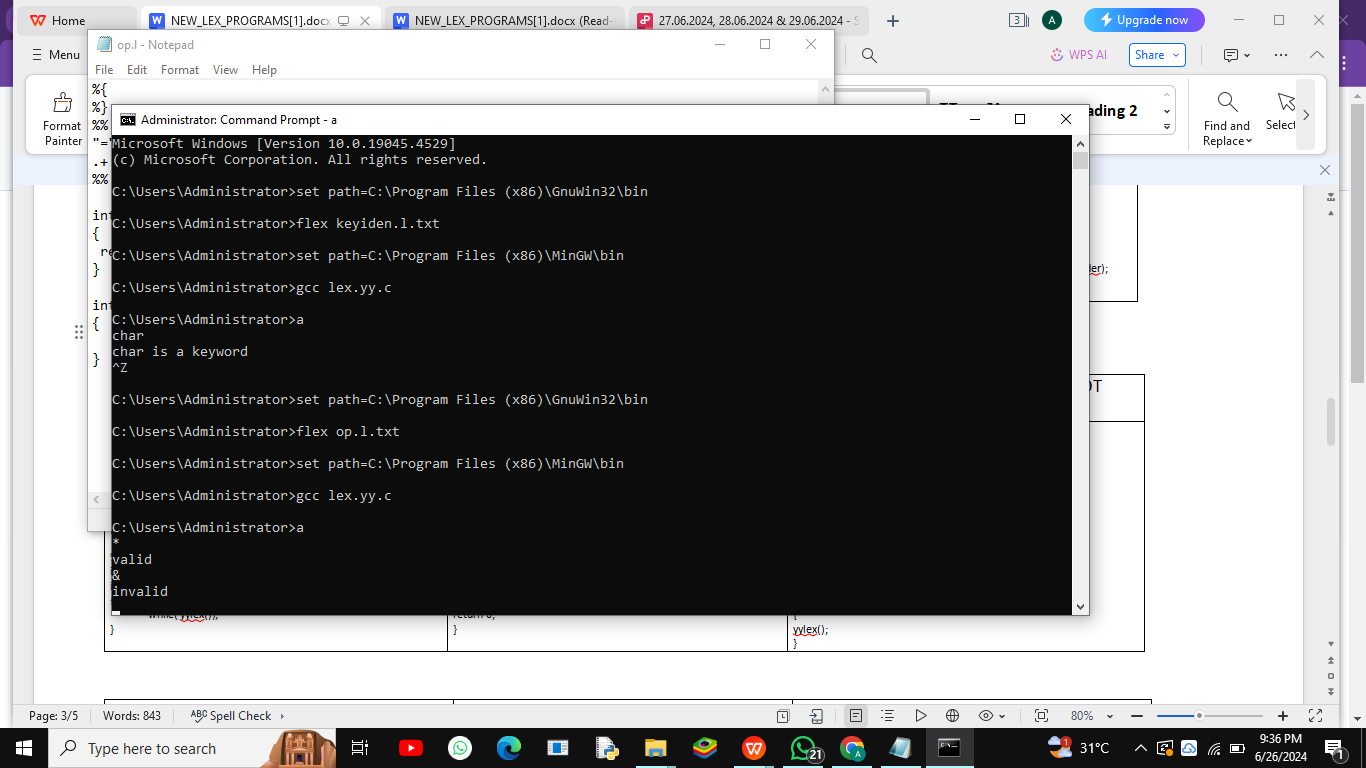 Home
NEW_LEX_PROGRAMS[1].docx
NEW_LEX_PROGRAMS[1].docx (Read-
27.06.2024, 28.06.2024 & 29.06.2024 - S
3
A
Upgrade now
Menu
WPS AI
Share
op.l - Notepad
File Edit Format View Help
Format
Painter
ading 2
Find and
Replace
Select
%{
%}
%%
"=
.+
%%
int
{
re
}
int
{
}
Administrator: Command Prompt - a
Microsoft Windows [Version 10.0.19045.4529]
(c) Microsoft Corporation. All rights reserved.
C:\Users\Administrator>set path=C:\Program Files (x86)\GnuWin32\bin
C:\Users\Administrator>flex keyiden.l.txt
C:\Users\Administrator>set path=C:\Program Files (x86)\MinGW\bin
C:\Users\Administrator>gcc lex.yy.c
C:\Users\Administrator>a
char
char is a keyword
^Z
C:\Users\Administrator>set path=C:\Program Files (x86)\GnuWin32\bin
C:\Users\Administrator>flex op.l.txt
C:\Users\Administrator>set path=C:\Program Files (x86)\MinGW\bin
C:\Users\Administrator>gcc lex.yy.c
C:\Users\Administrator>a
*
valid
&
invalid
ler);
OT
while( yylex());
}
return 0;
}
{
yylex();
}
Page: 3/5
Words: 843
Spell Check
80%
Type here to search
21
A
31°C
9:36 PM
6/26/2024
1